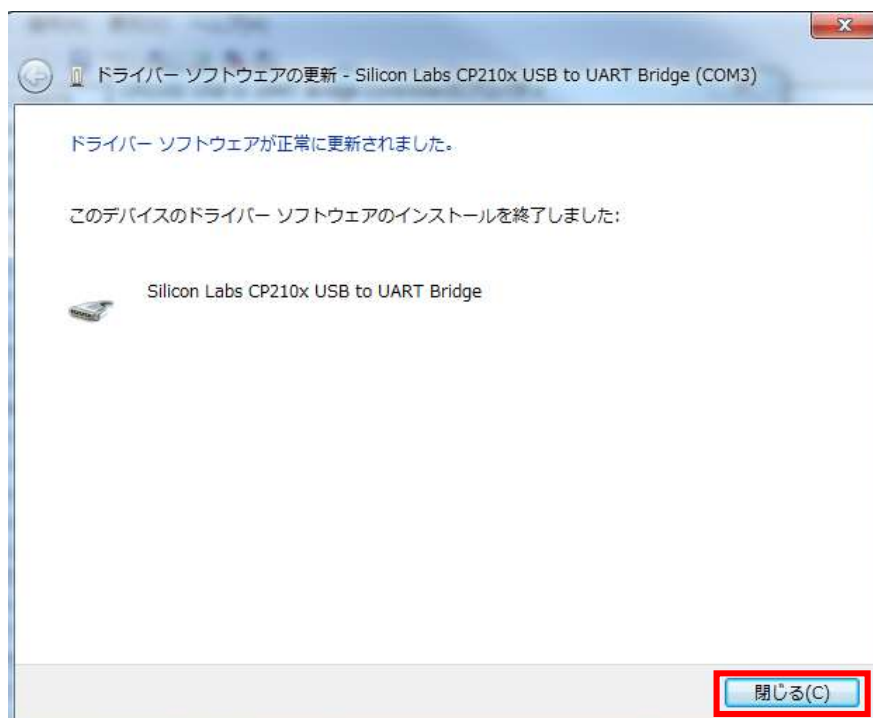 ドライバー ソフトウェアの更新 - Silicon Labs CP210x USB to UART Bridge (COM3)
ドライバー ソフトウェアが正常に更新されました。
このデバイスのドライバー ソフトウェアのインストールを終了しました:
Silicon Labs CP210x USB to UART Bridge
閉じる(C)